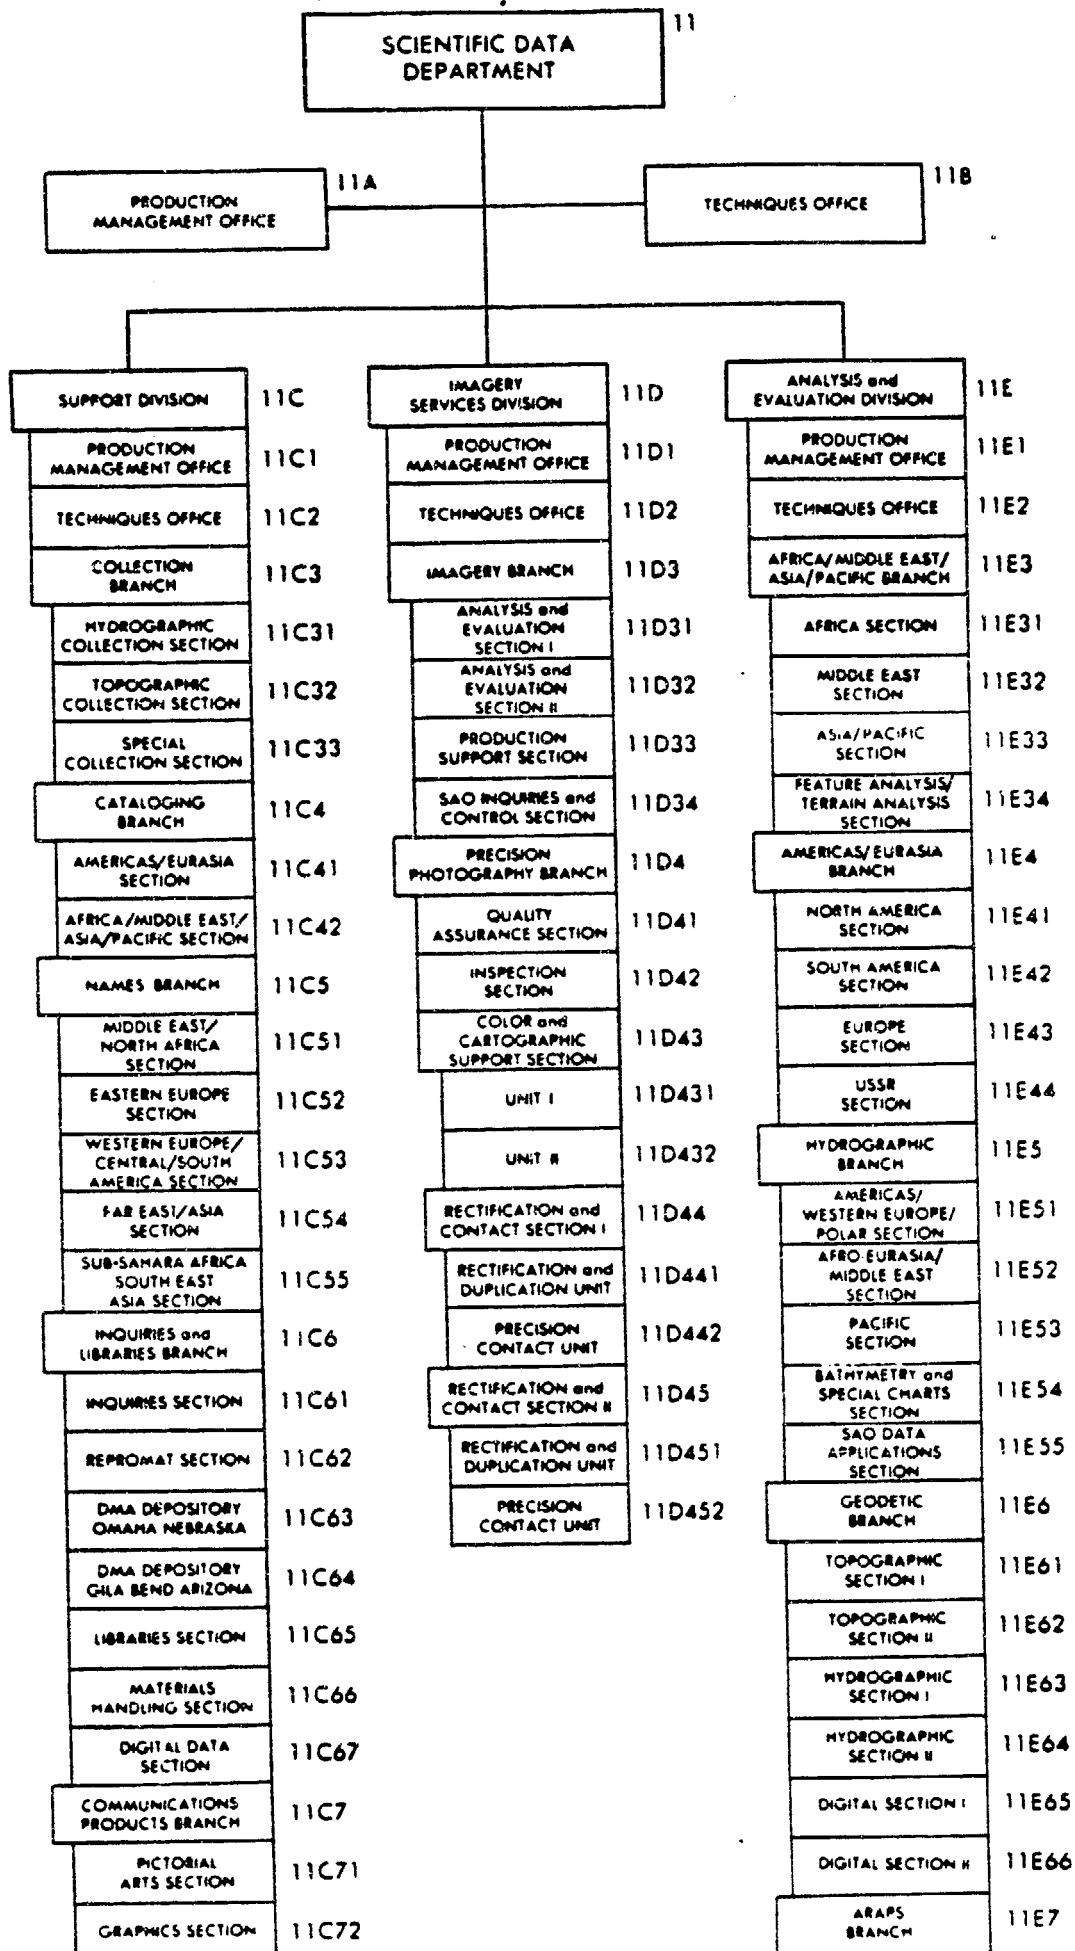 11
SCIENTIFIC DATA
DEPARTMENT
11A
PRODUCTION
MANAGEMENT OFFICE
11B
TECHNIQUES OFFICE
SUPPORT DIVISION 11C
PRODUCTION
MANAGEMENT OFFICE 11C1
TECHNIQUES OFFICE 11C2
COLLECTION
BRANCH 11C3
HYDROGRAPHIC
COLLECTION SECTION 11C31
TOPOGRAPHIC
COLLECTION SECTION 11C32
SPECIAL
COLLECTION SECTION 11C33
CATALOGING
BRANCH 11C4
AMERICAS/EURASIA
SECTION 11C41
AFRICA/MIDDLE EAST/
ASIA/PACIFIC SECTION 11C42
NAMES BRANCH 11C5
MIDDLE EAST/
NORTH AFRICA
SECTION 11C51
EASTERN EUROPE
SECTION 11C52
WESTERN EUROPE/
CENTRAL/SOUTH
AMERICA SECTION 11C53
FAR EAST/ASIA
SECTION 11C54
SUB-SAHARA AFRICA
SOUTH EAST
ASIA SECTION 11C55
INQUIRIES and
LIBRARIES BRANCH 11C6
INQUIRIES SECTION 11C61
REPROMAT SECTION 11C62
DMA DEPOSITORY
OMAHA NEBRASKA 11C63
DMA DEPOSITORY
GILA BEND ARIZONA 11C64
LIBRARIES SECTION 11C65
MATERIALS
HANDLING SECTION 11C66
DIGITAL DATA
SECTION 11C67
COMMUNICATIONS
PRODUCTS BRANCH 11C7
PICTORIAL
ARTS SECTION 11C71
GRAPHICS SECTION 11C72
IMAGERY
SERVICES DIVISION 11D
PRODUCTION
MANAGEMENT OFFICE 11D1
TECHNIQUES OFFICE 11D2
IMAGERY BRANCH 11D3
ANALYSIS and
EVALUATION
SECTION I 11D31
ANALYSIS and
EVALUATION
SECTION II 11D32
PRODUCTION
SUPPORT SECTION 11D33
SAO INQUIRIES and
CONTROL SECTION 11D34
PRECISION
PHOTOGRAPHY BRANCH 11D4
QUALITY
ASSURANCE SECTION 11D41
INSPECTION
SECTION 11D42
COLOR and
CARTOGRAPHIC
SUPPORT SECTION 11D43
UNIT I 11D431
UNIT II 11D432
RECTIFICATION and
CONTACT SECTION I 11D44
RECTIFICATION and
DUPLICATION UNIT 11D441
PRECISION
CONTACT UNIT 11D442
RECTIFICATION and
CONTACT SECTION II 11D45
RECTIFICATION and
DUPLICATION UNIT 11D451
PRECISION
CONTACT UNIT 11D452
ANALYSIS and
EVALUATION DIVISION 11E
PRODUCTION
MANAGEMENT OFFICE 11E1
TECHNIQUES OFFICE 11E2
AFRICA/MIDDLE EAST/
ASIA/PACIFIC BRANCH 11E3
AFRICA SECTION 11E31
MIDDLE EAST
SECTION 11E32
ASIA/PACIFIC
SECTION 11E33
FEATURE ANALYSIS/
TERRAIN ANALYSIS
SECTION 11E34
AMERICAS/EURASIA
BRANCH 11E4
NORTH AMERICA
SECTION 11E41
SOUTH AMERICA
SECTION 11E42
EUROPE
SECTION 11E43
USSR
SECTION 11E44
HYDROGRAPHIC
BRANCH 11E5
AMERICAS/
WESTERN EUROPE/
POLAR SECTION 11E51
AFRO-EURASIA/
MIDDLE EAST
SECTION 11E52
PACIFIC
SECTION 11E53
BATHYMETRY and
SPECIAL CHARTS
SECTION 11E54
SAO DATA
APPLICATIONS
SECTION 11E55
GEODETIC
BRANCH 11E6
TOPOGRAPHIC
SECTION I 11E61
TOPOGRAPHIC
SECTION II 11E62
HYDROGRAPHIC
SECTION I 11E63
HYDROGRAPHIC
SECTION II 11E64
DIGITAL SECTION I 11E65
DIGITAL SECTION II 11E66
ARAPS
BRANCH 11E7